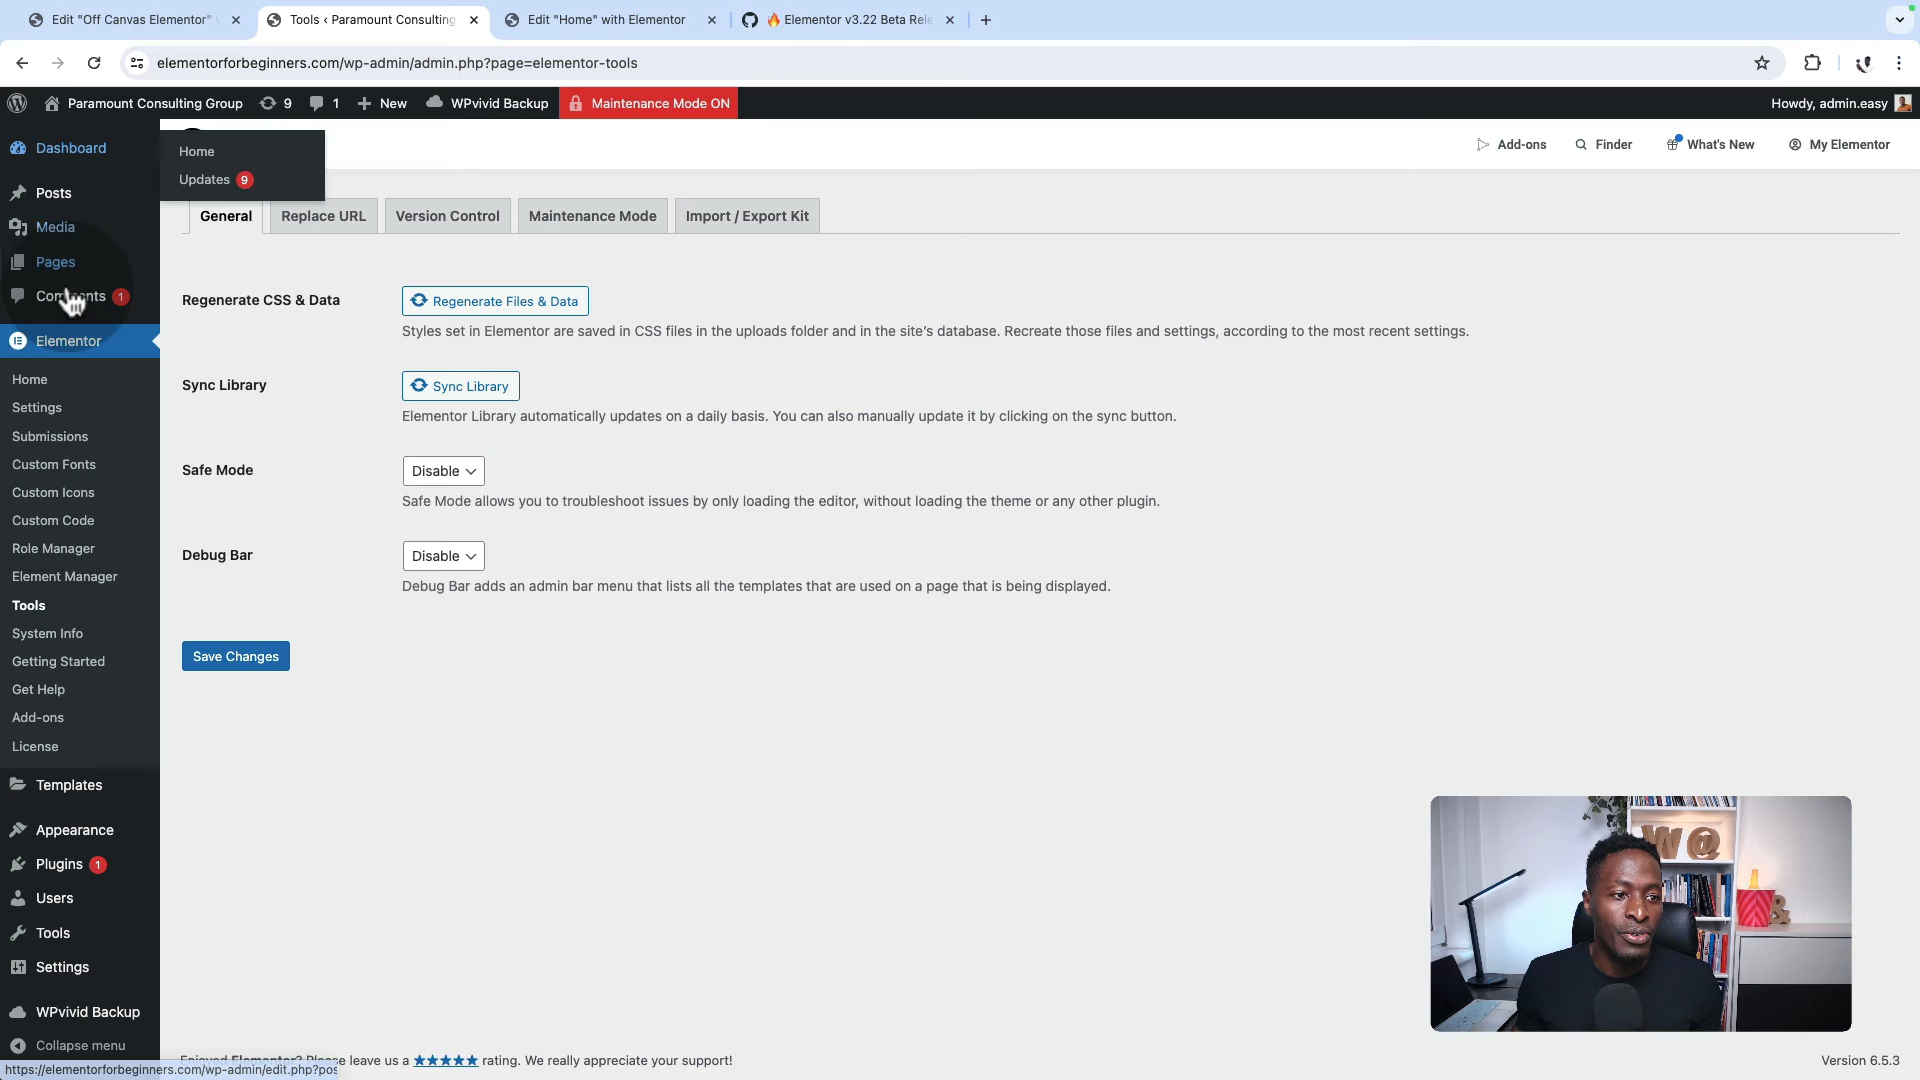 Edit "Off Canvas Elementor"
Tools ‹ Paramount Consulting
Edit "Home" with Elementor
Elementor v3.22 Beta Rele
elementorforbeginners.com/wp-admin/admin.php?page=elementor-tools
Paramount Consulting Group
9
1
New
WPvivid Backup
Maintenance Mode ON
Howdy, admin.easy
Dashboard
Home
Updates 9
Add-ons
Finder
What's New
My Elementor
Posts
Media
Pages
Comments 1
Elementor
Home
Settings
Submissions
Custom Fonts
Custom Icons
Custom Code
Role Manager
Element Manager
Tools
System Info
Getting Started
Get Help
Add-ons
License
Templates
Appearance
Plugins 1
Users
Tools
Settings
WPvivid Backup
Collapse menu
General
Replace URL
Version Control
Maintenance Mode
Import / Export Kit
Regenerate CSS & Data
Regenerate Files & Data
Styles set in Elementor are saved in CSS files in the uploads folder and in the site's database. Recreate those files and settings, according to the most recent settings.
Sync Library
Sync Library
Elementor Library automatically updates on a daily basis. You can also manually update it by clicking on the sync button.
Safe Mode
Disable
Safe Mode allows you to troubleshoot issues by only loading the editor, without loading the theme or any other plugin.
Debug Bar
Disable
Debug Bar adds an admin bar menu that lists all the templates that are used on a page that is being displayed.
Save Changes
W @
&
Enjoyed Elementor? Please leave us a ★★★★★ rating. We really appreciate your support!
Version 6.5.3
https://elementorforbeginners.com/wp-admin/edit.php?pos